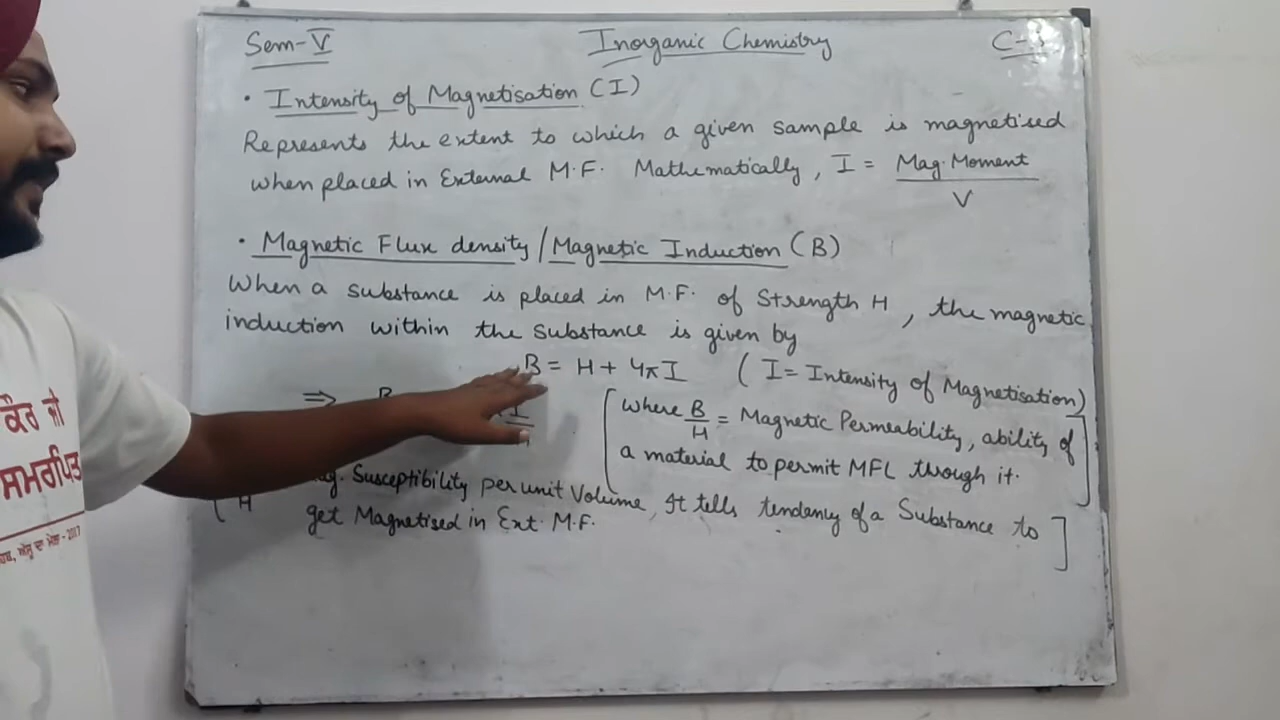 Sem-V Inorganic Chemistry C-
• Intensity of Magnetisation (I)
Represents the extent to which a given sample is magnetised
when placed in External M.F. Mathematically, I = Mag. Moment / V
• Magnetic Flux density / Magnetic Induction (B)
When a substance is placed in M.F. of Strength H, the magnetic
induction within the substance is given by
B = H + 4πI (I = Intensity of Magnetisation)
⇒ B
[where B/H = Magnetic Permeability, ability of
a material to permit MFL through it.]
H Susceptibility per unit Volume, It tells tendency of a Substance to
get Magnetised in Ext. M.F.]
ਕੌਰ ਜੀ
ਸਮਰਪਿਤ
-2017